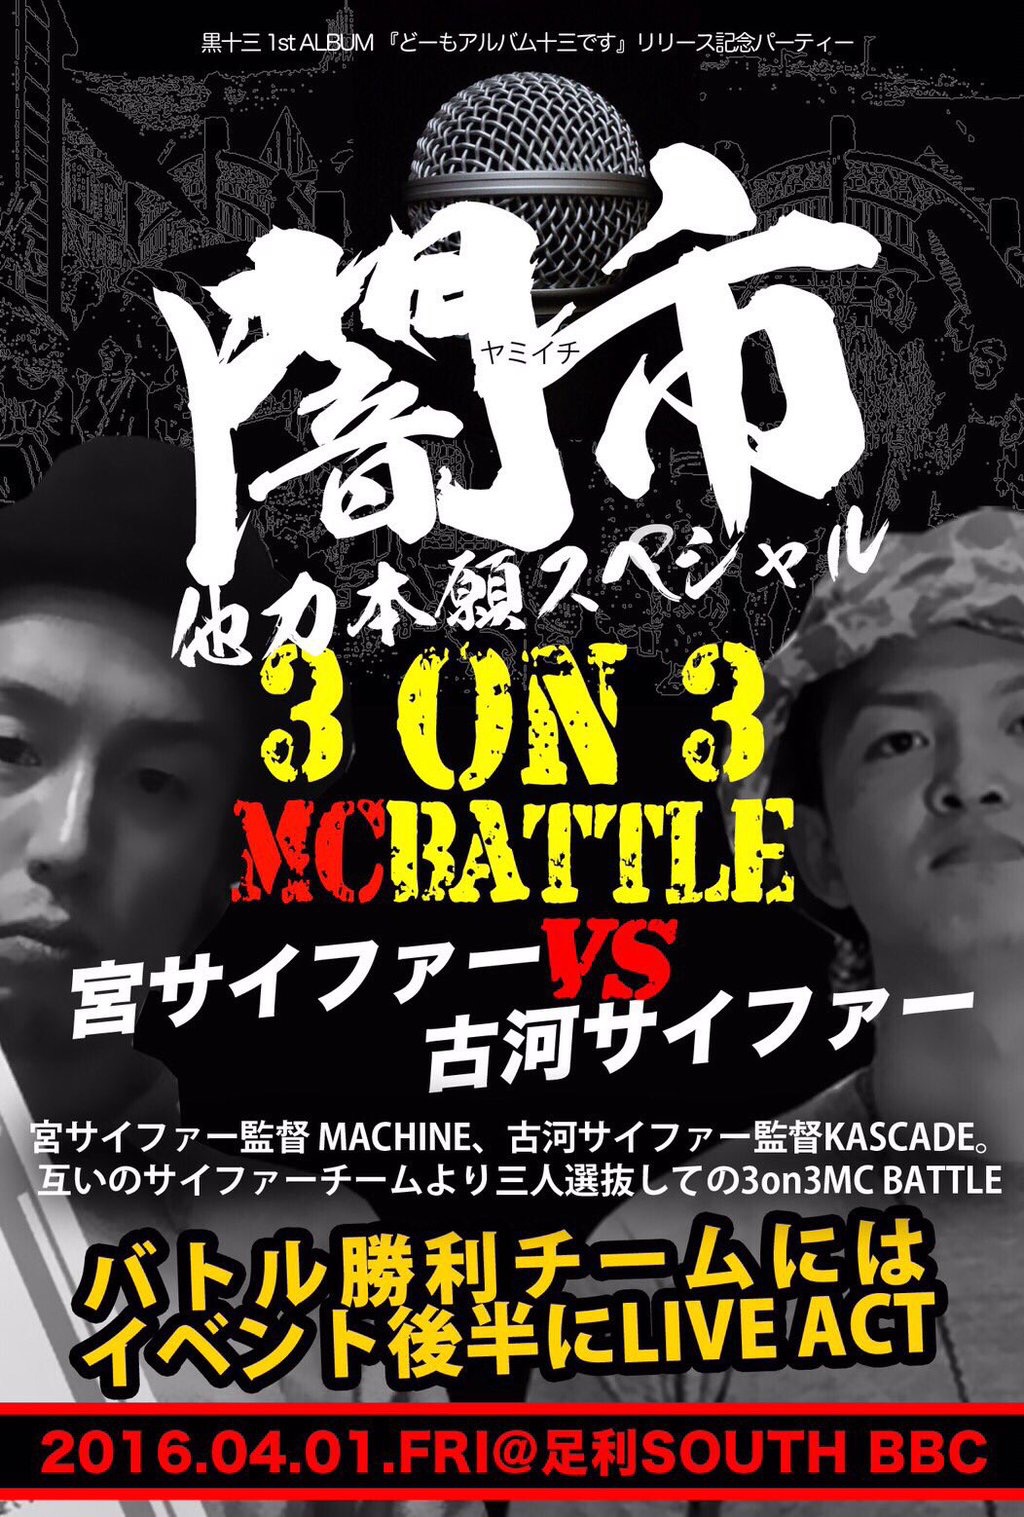 黒十三 1st ALBUM 『どーもアルバム十三です』リリース記念パーティー
闇市
ヤミイチ
他力本願スペシャル
3 ON 3
MCBATTLE
宮サイファーVS
古河サイファー
宮サイファー監督 MACHINE、古河サイファー監督KASCADE。
互いのサイファーチームより三人選抜しての3on3MC BATTLE
バトル勝利チームには
イベント後半にLIVE ACT
2016.04.01.FRI@足利SOUTH BBC